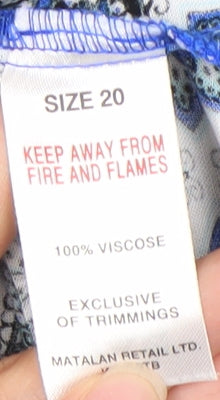 SIZE 20
KEEP AWAY FROM
FIRE AND FLAMES
100% VISCOSE
EXCLUSIVE
OF TRIMMINGS
MATALAN RETAIL LTD.